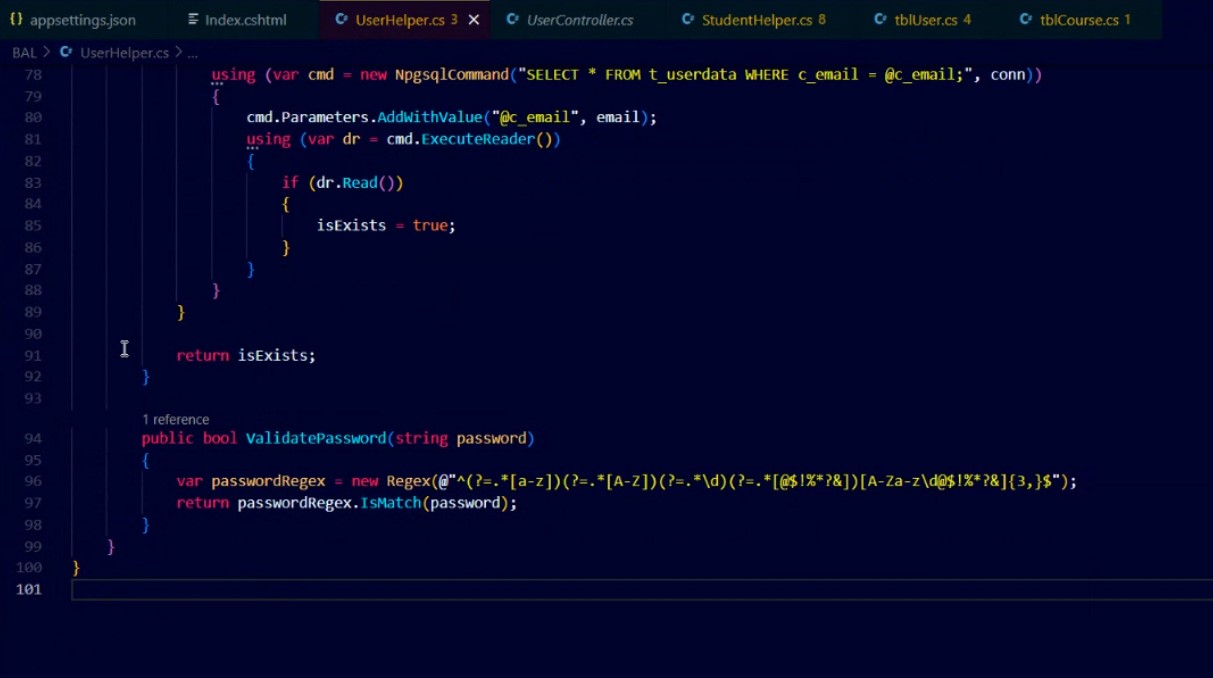 {} appsettings.json Index.cshtml UserHelper.cs 3 UserController.cs StudentHelper.cs 8 tblUser.cs 4 tblCourse.cs 1
BAL > UserHelper.cs > ...
78 using (var cmd = new NpgsqlCommand("SELECT * FROM t_userdata WHERE c_email = @c_email;", conn))
79 {
80 cmd.Parameters.AddWithValue("@c_email", email);
81 using (var dr = cmd.ExecuteReader())
82 {
83 if (dr.Read())
84 {
85 isExists = true;
86 }
87 }
88 }
89 }
90
91 return isExists;
92 }
93
1 reference
94 public bool ValidatePassword(string password)
95 {
96 var passwordRegex = new Regex(@"^(?=.*[a-z])(?=.*[A-Z])(?=.*\d)(?=.*[@$!%*?&])[A-Za-z\d@$!%*?&]{3,}$");
97 return passwordRegex.IsMatch(password);
98 }
99 }
100 }
101